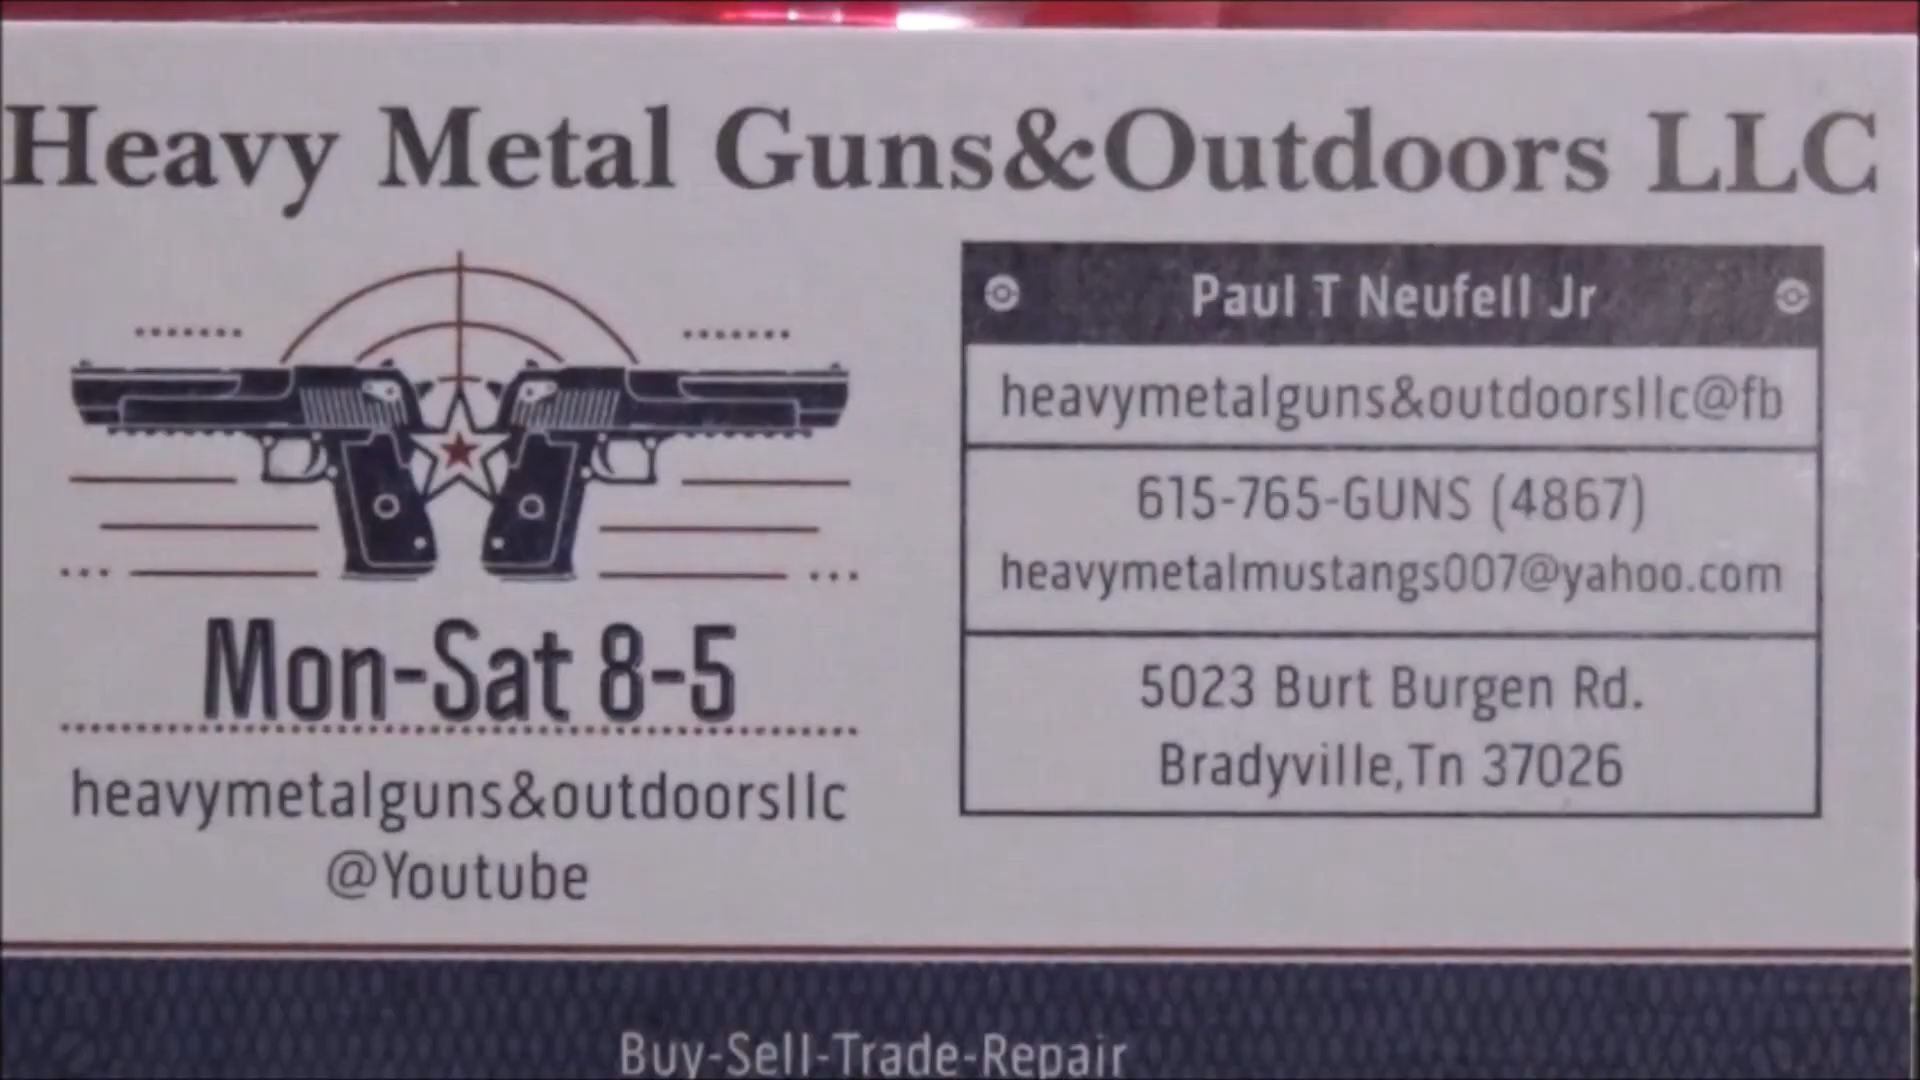 Heavy Metal Guns&Outdoors LLC
Mon-Sat 8-5
heavymetalguns&outdoorsllc
@Youtube
Paul T Neufell Jr
heavymetalguns&outdoorsllc@fb
615-765-GUNS (4867)
heavymetalmustangs007@yahoo.com
5023 Burt Burgen Rd.
Bradyville,Tn 37026
Buy-Sell-Trade-Repair